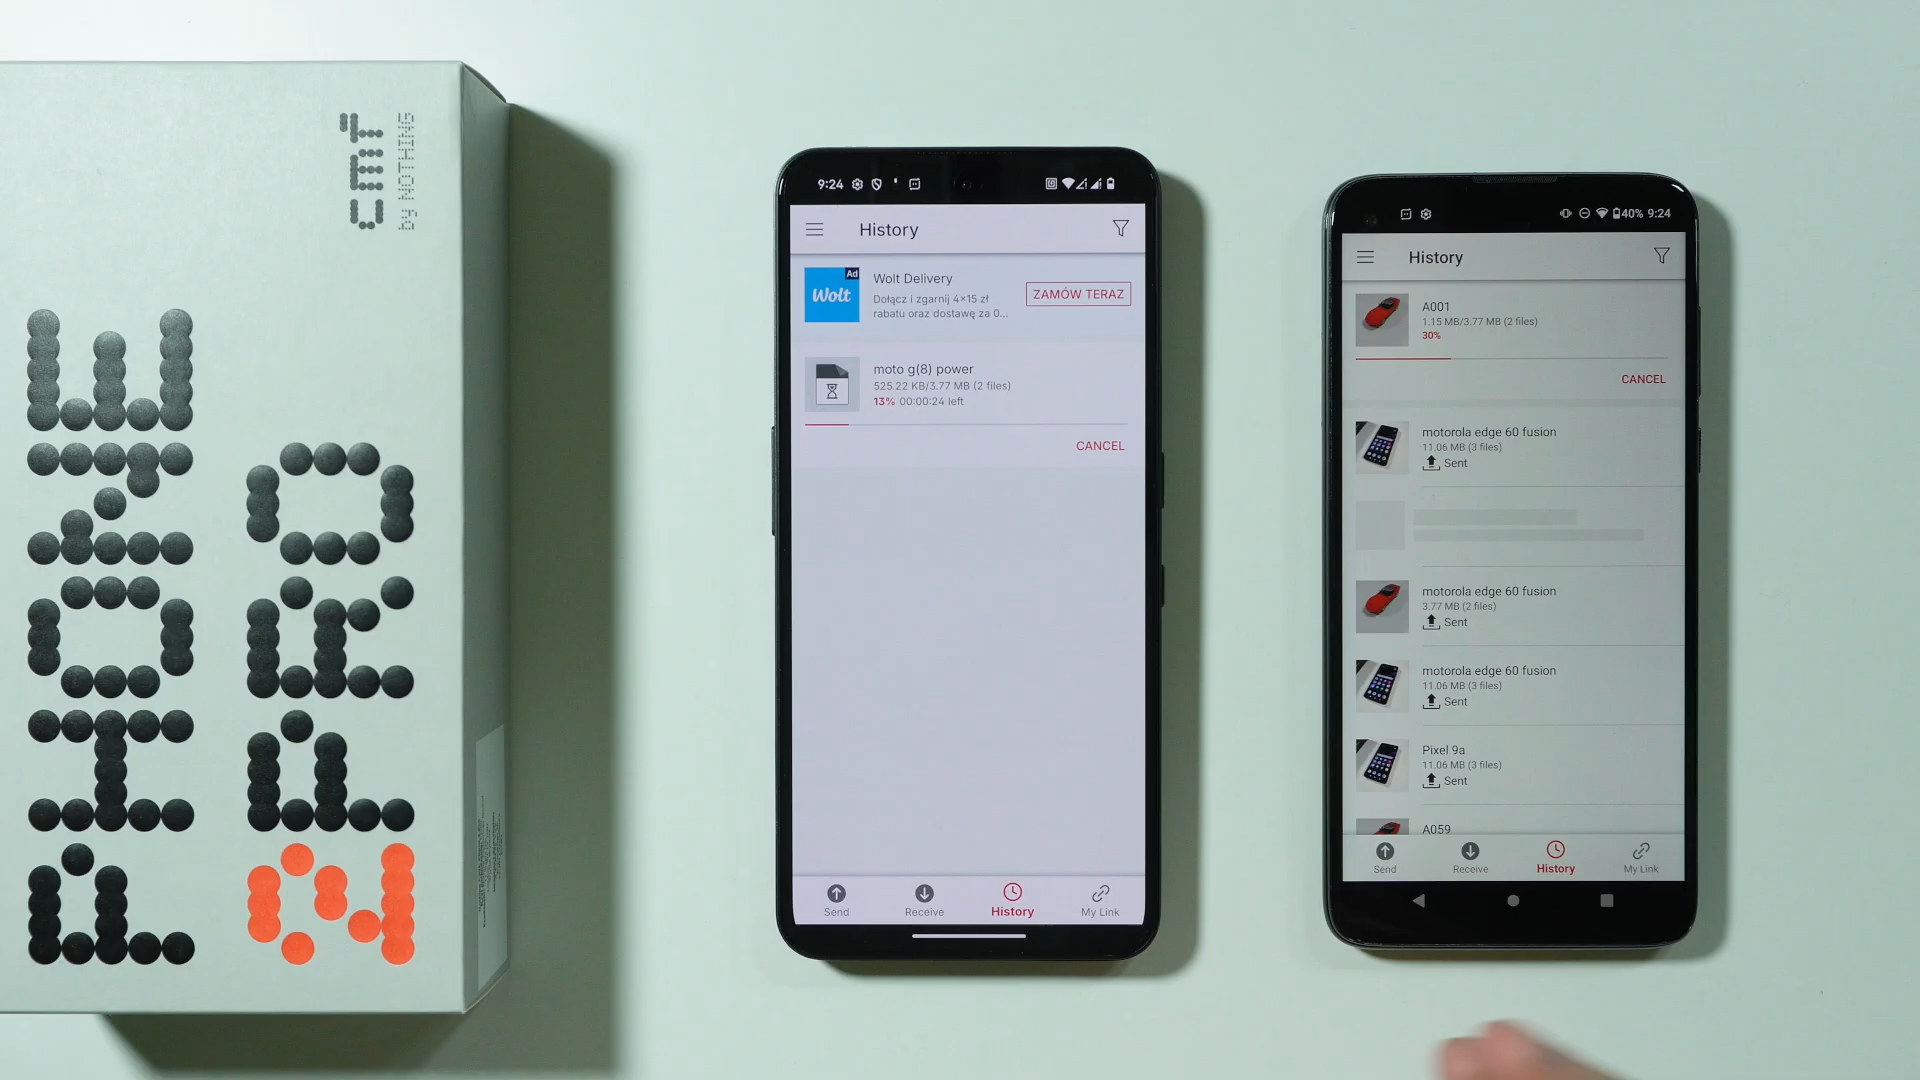 cmf
by NOTHING
PHONE
2 PRO
9:24
History
Ad
Wolt
Wolt Delivery
Dołącz i zgarnij 4×15 zł
rabatu oraz dostawę za 0...
ZAMÓW TERAZ
moto g(8) power
525.22 KB/3.77 MB (2 files)
13% 00:00:24 left
CANCEL
Send
Receive
History
My Link
40% 9:24
History
A001
1.15 MB/3.77 MB (2 files)
30%
CANCEL
motorola edge 60 fusion
11.06 MB (3 files)
Sent
motorola edge 60 fusion
3.77 MB (2 files)
Sent
motorola edge 60 fusion
11.06 MB (3 files)
Sent
Pixel 9a
11.06 MB (3 files)
Sent
A059
Send
Receive
History
My Link